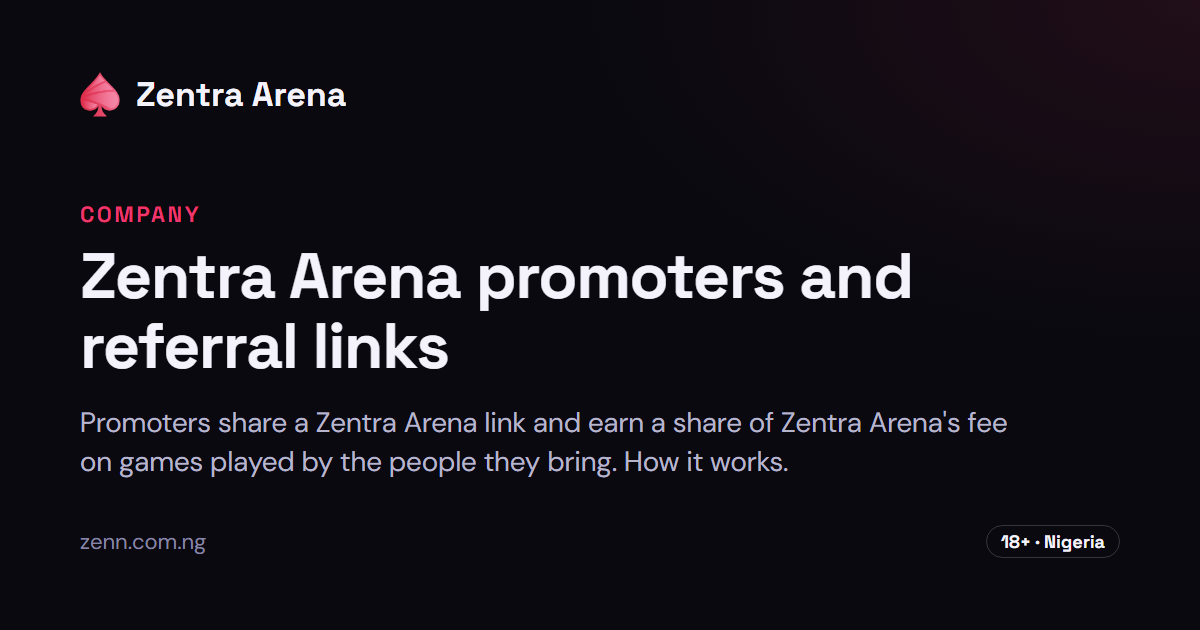 Zentra Arena
COMPANY
Zentra Arena promoters and
referral links
Promoters share a Zentra Arena link and earn a share of Zentra Arena's fee
on games played by the people they bring. How it works.
zenn.com.ng
18+ · Nigeria